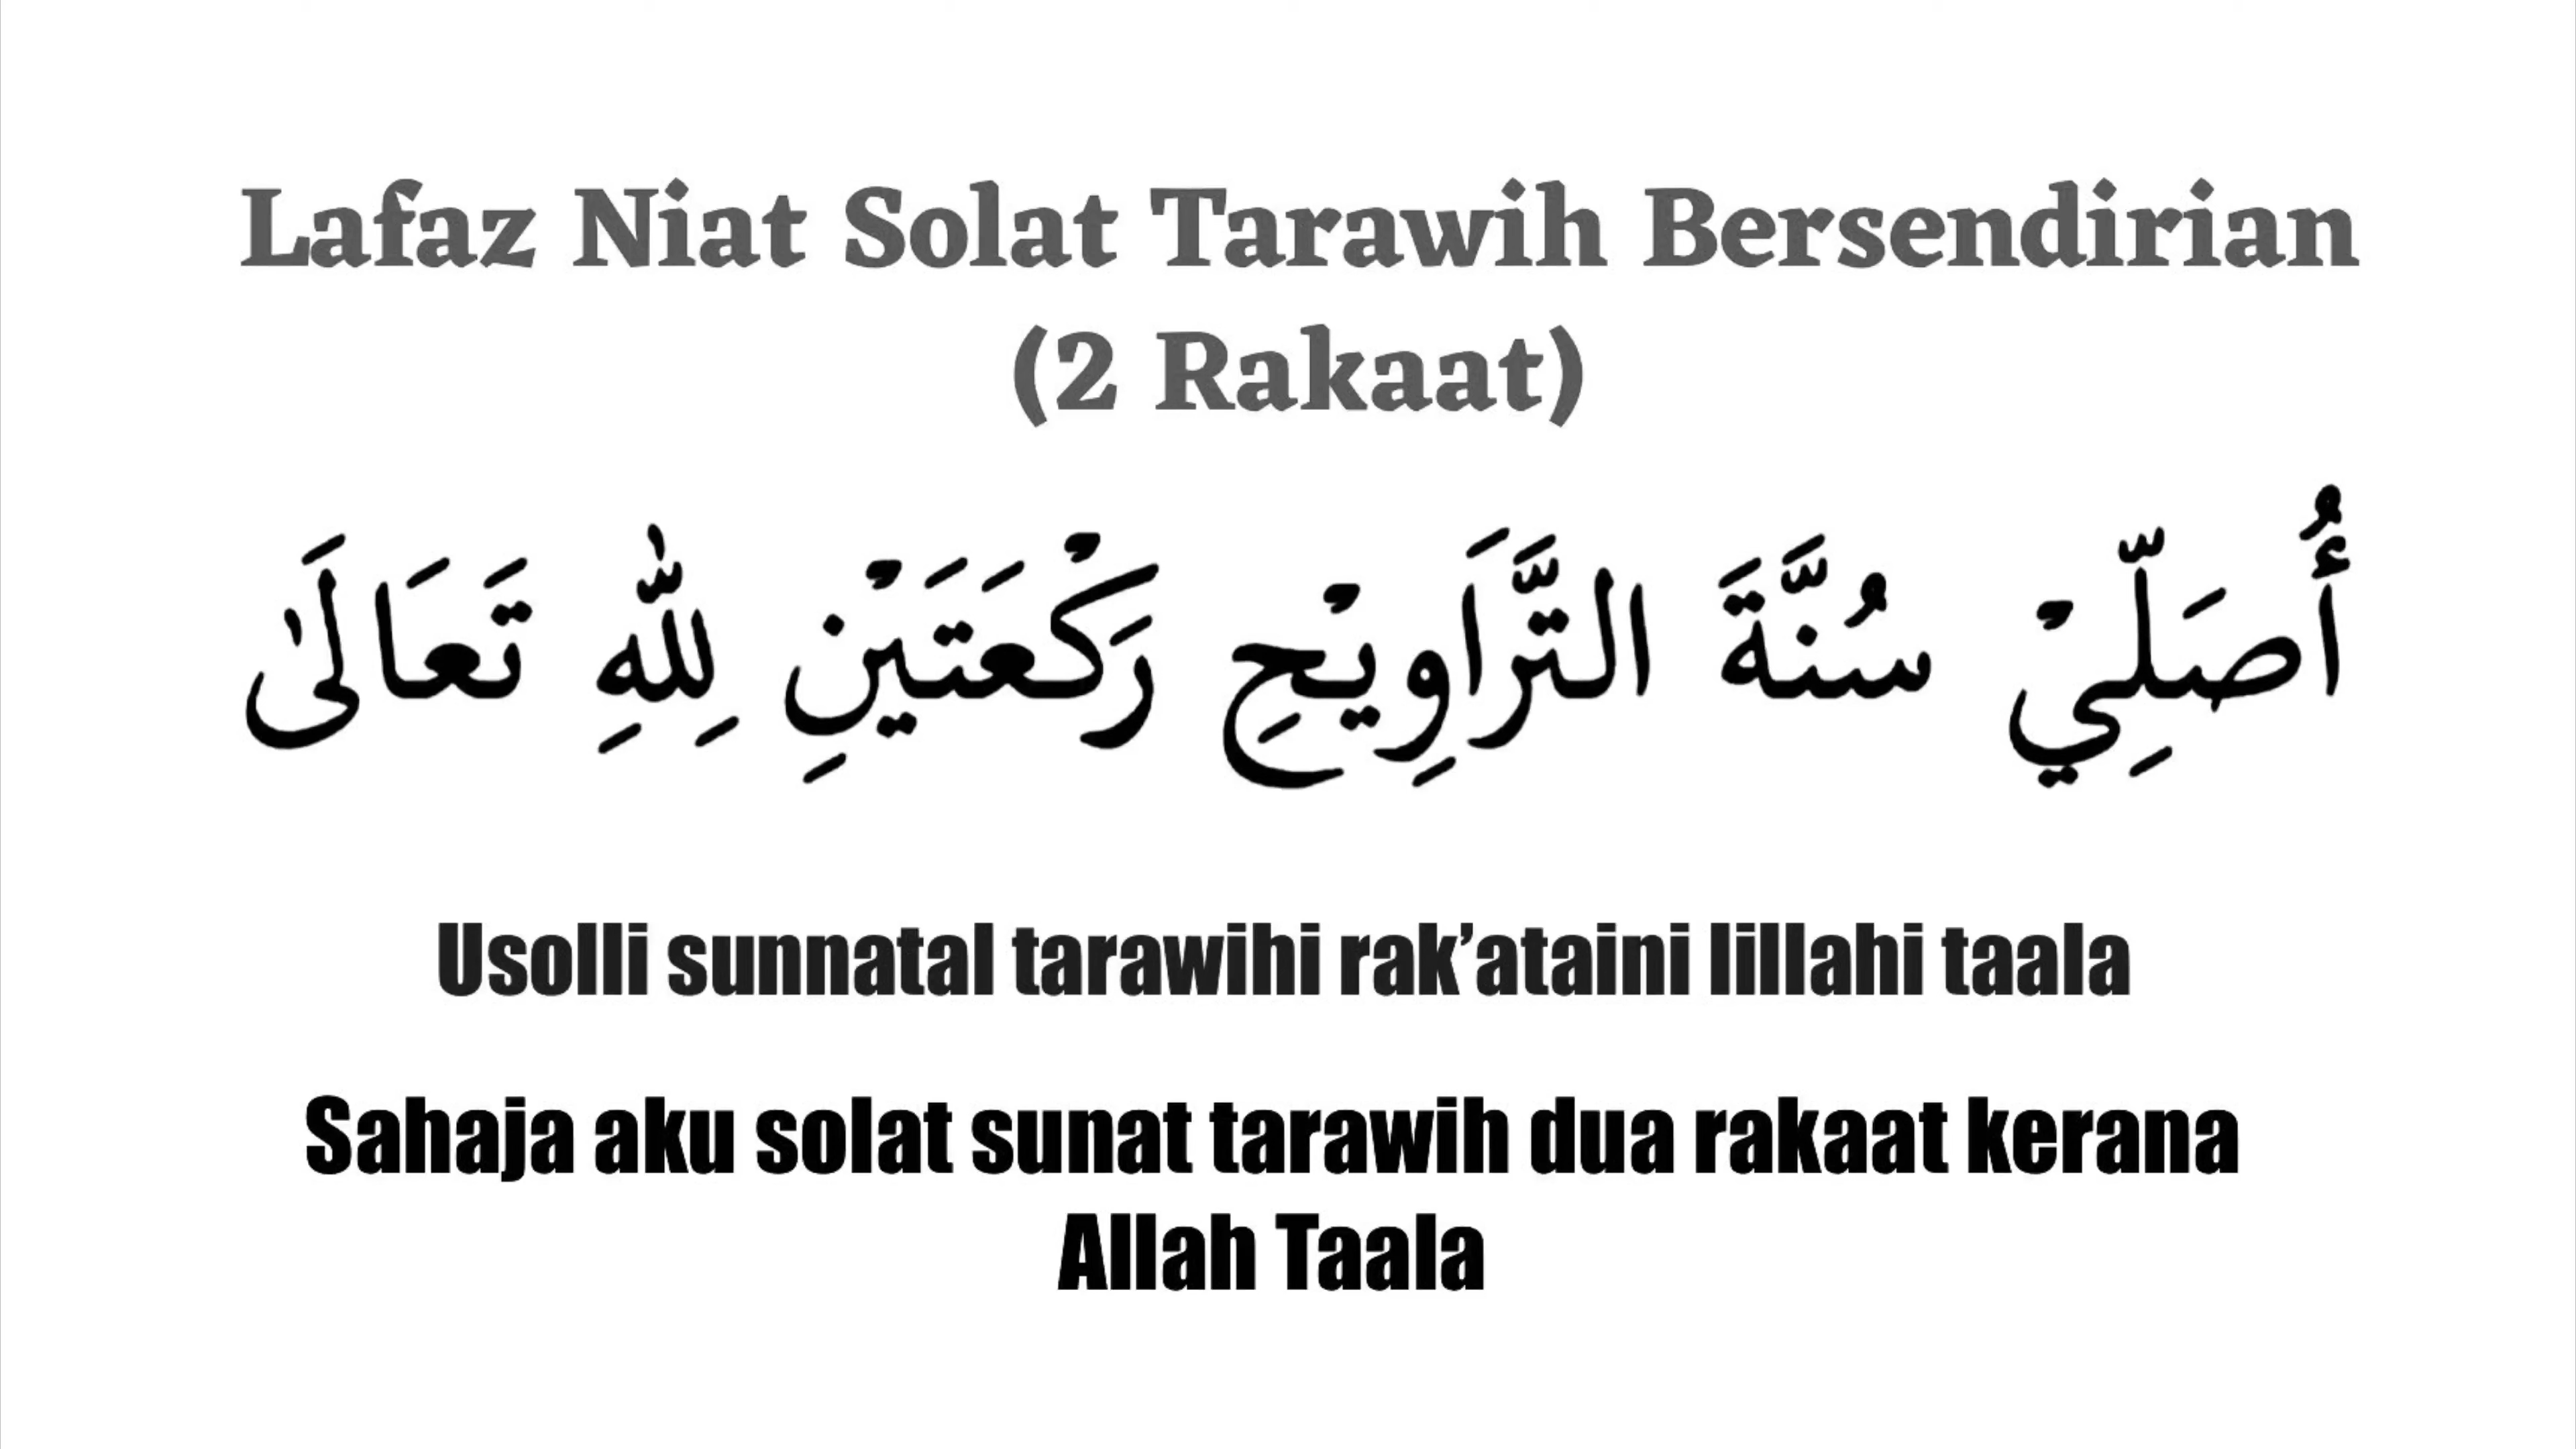 Lafaz Niat Solat Tarawih Bersendirian
(2 Rakaat)
أُصَلِّيْ سُنَّةَ التَّرَاوِيْحِ رَكْعَتَيْنِ لِلّٰهِ تَعَالَىٰ
Usolli sunnatal tarawihi rak’ataini lillahi taala
Sahaja aku solat sunat tarawih dua rakaat kerana
Allah Taala